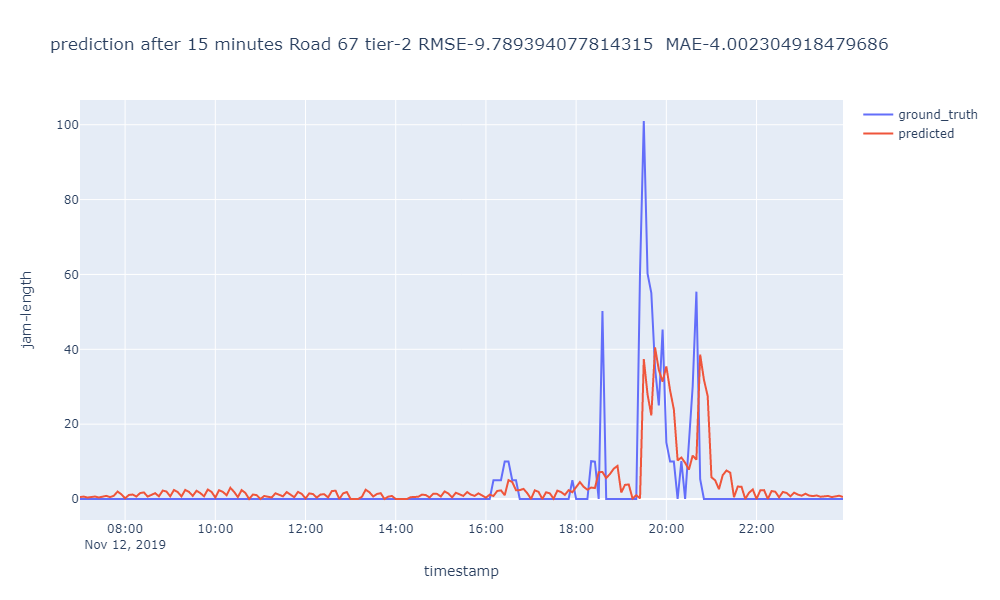 prediction after 15 minutes Road 67 tier-2 RMSE-9.789394077814315  MAE-4.002304918479686
ground_truth
predicted
jam-length
100
80
60
40
20
0
08:00 10:00 12:00 14:00 16:00 18:00 20:00 22:00
Nov 12, 2019
timestamp